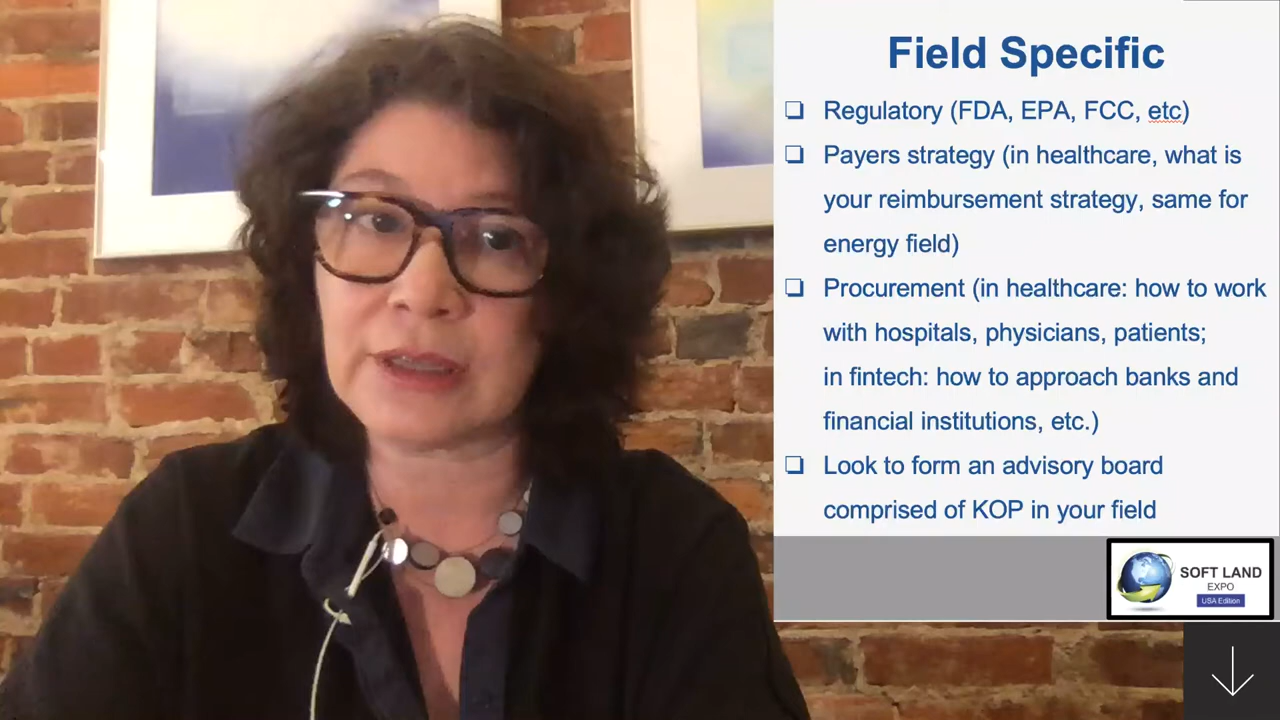 Field Specific
❏ Regulatory (FDA, EPA, FCC, etc)
❏ Payers strategy (in healthcare, what is
your reimbursement strategy, same for
energy field)
❏ Procurement (in healthcare: how to work
with hospitals, physicians, patients;
in fintech: how to approach banks and
financial institutions, etc.)
❏ Look to form an advisory board
comprised of KOP in your field
SOFT LAND
EXPO
USA Edition